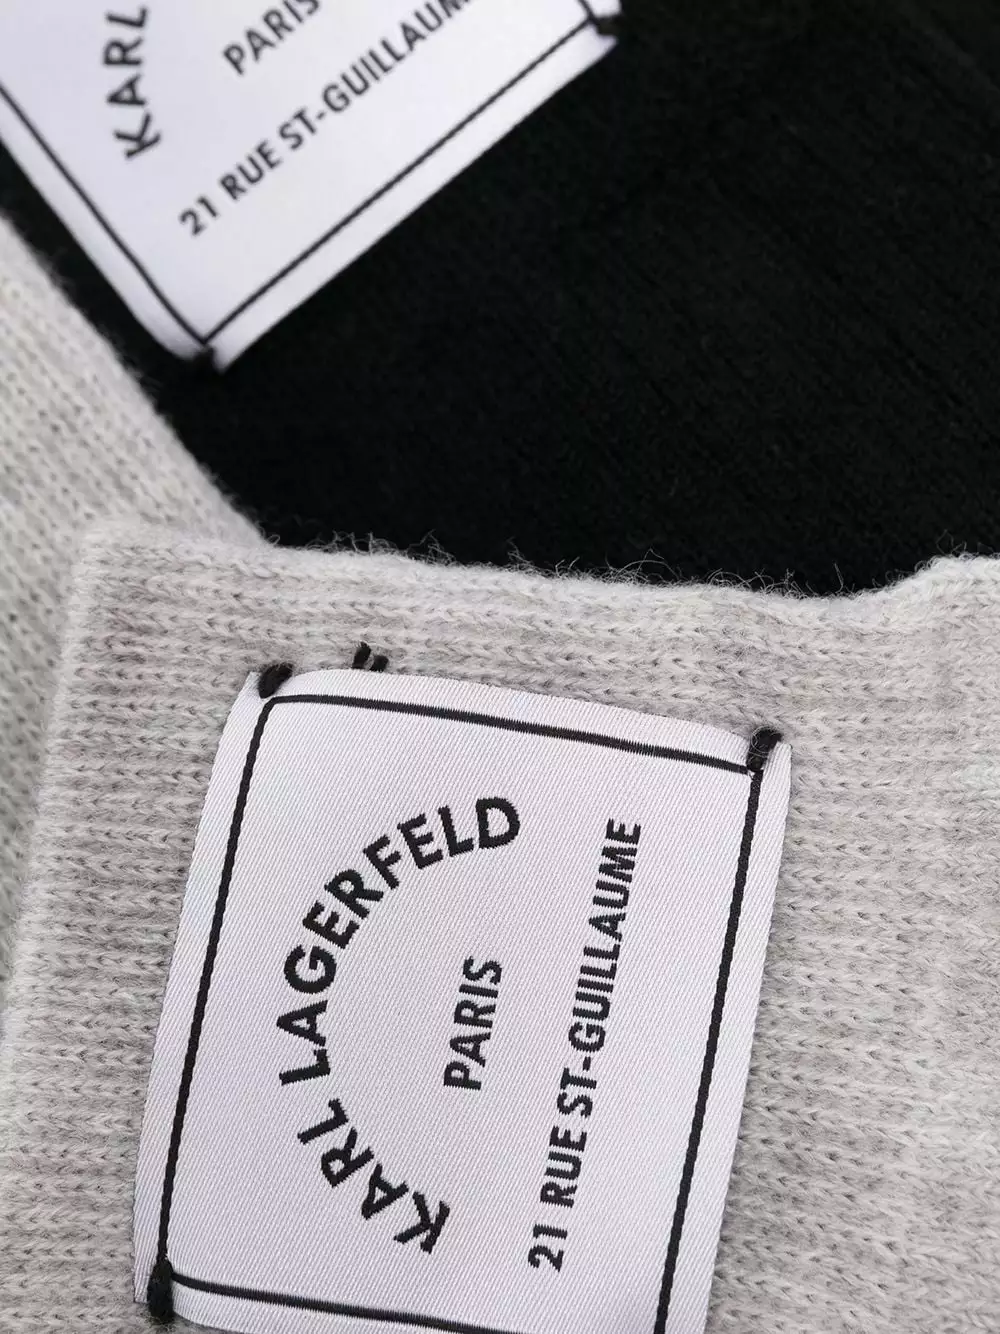 KARL
PARIS
21 RUE ST-GUILLAUME
KARL LAGERFELD
PARIS
21 RUE ST-GUILLAUME